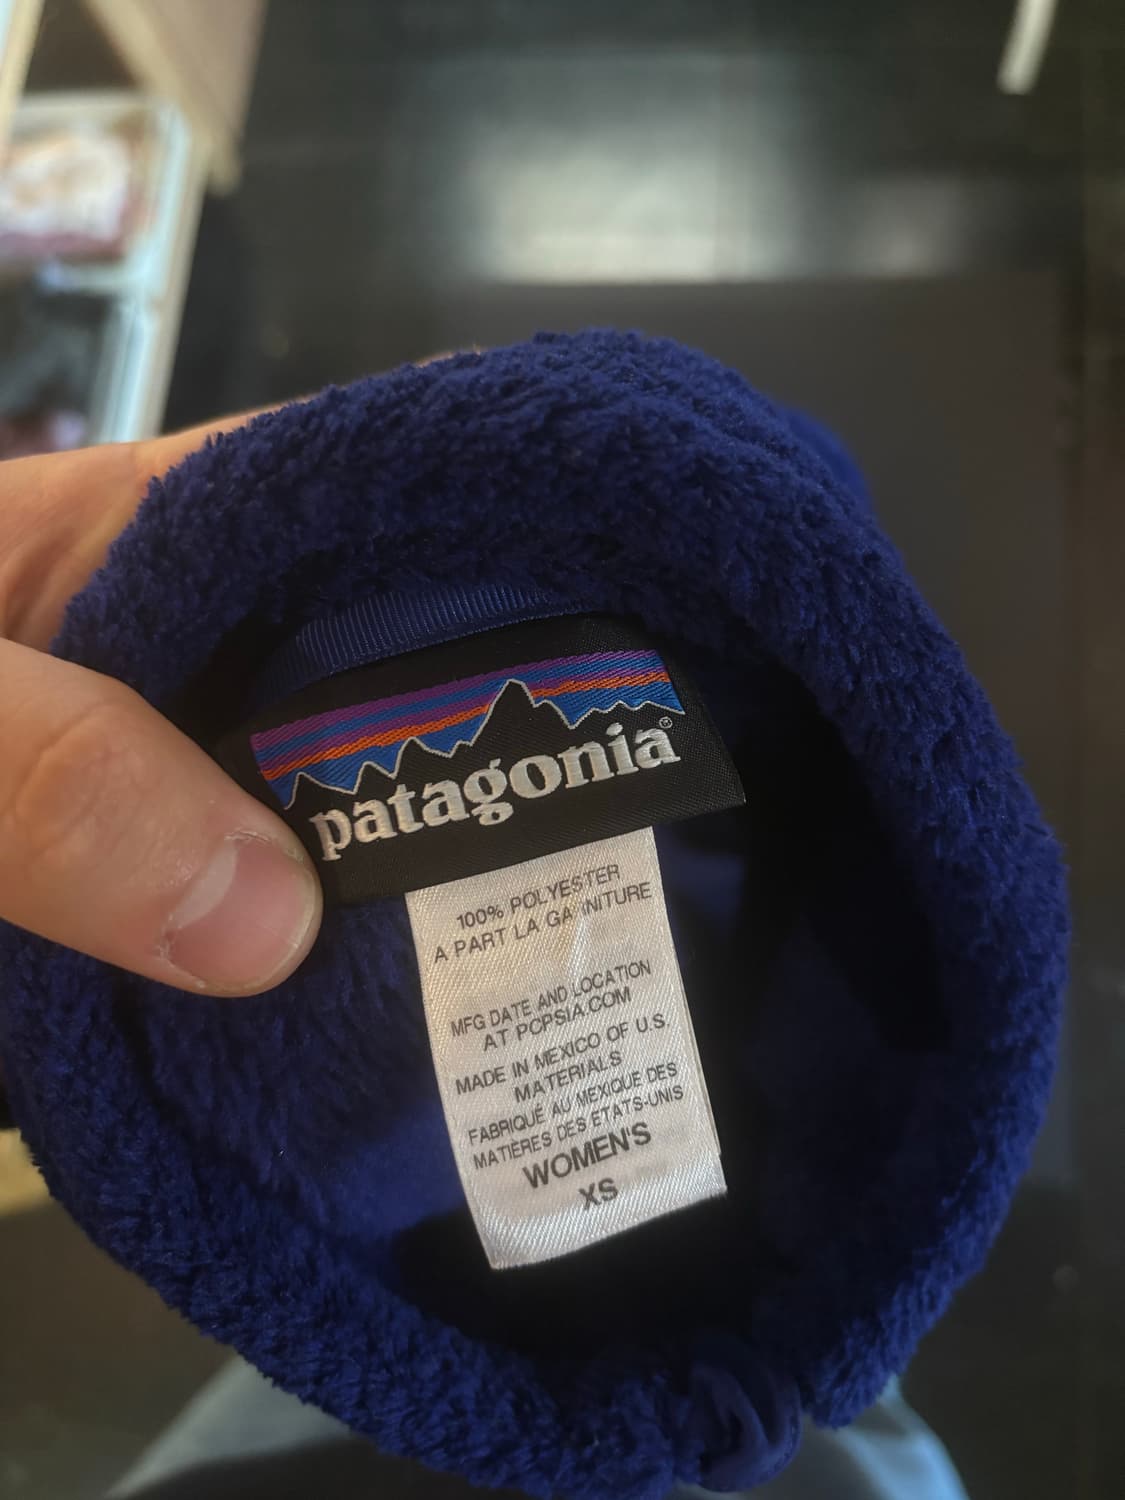 patagonia®
100% POLYESTER
A PART LA GARNITURE
MFG DATE AND LOCATION
AT PCPSIA.COM
MADE IN MEXICO OF U.S.
MATERIALS
FABRIQUÉ AU MEXIQUE DES
MATIÈRES DES ETATS-UNIS
WOMEN'S
XS